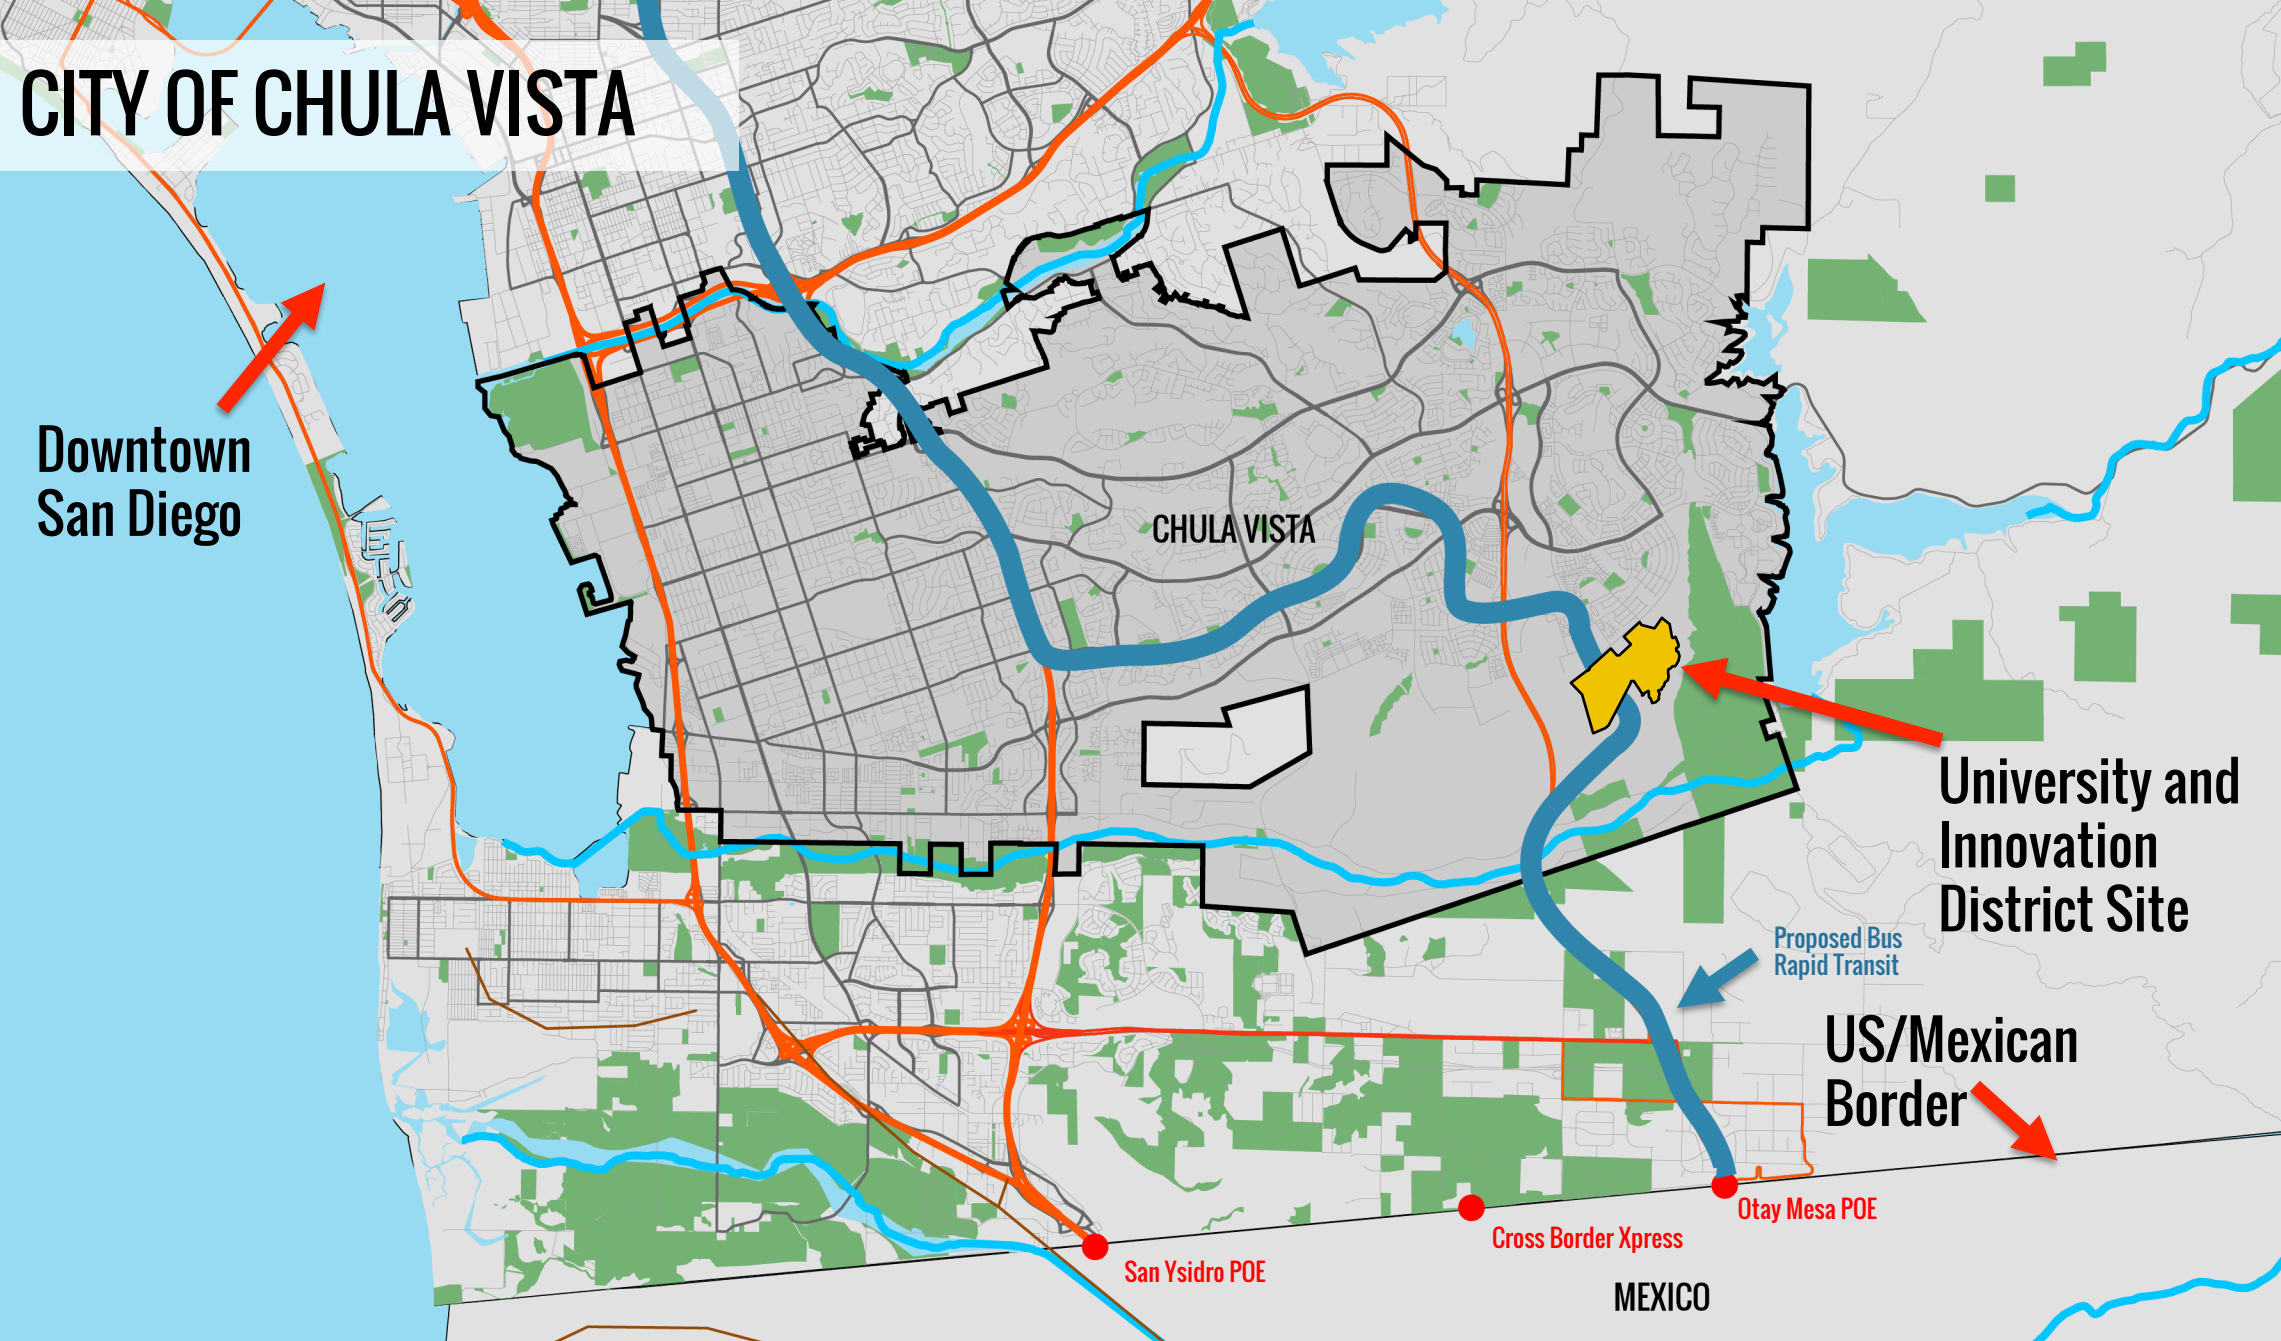 CITY OF CHULA VISTA
Downtown
San Diego
CHULA VISTA
University and
Innovation
District Site
Proposed Bus
Rapid Transit
US/Mexican
Border
Otay Mesa POE
Cross Border Xpress
San Ysidro POE
MEXICO